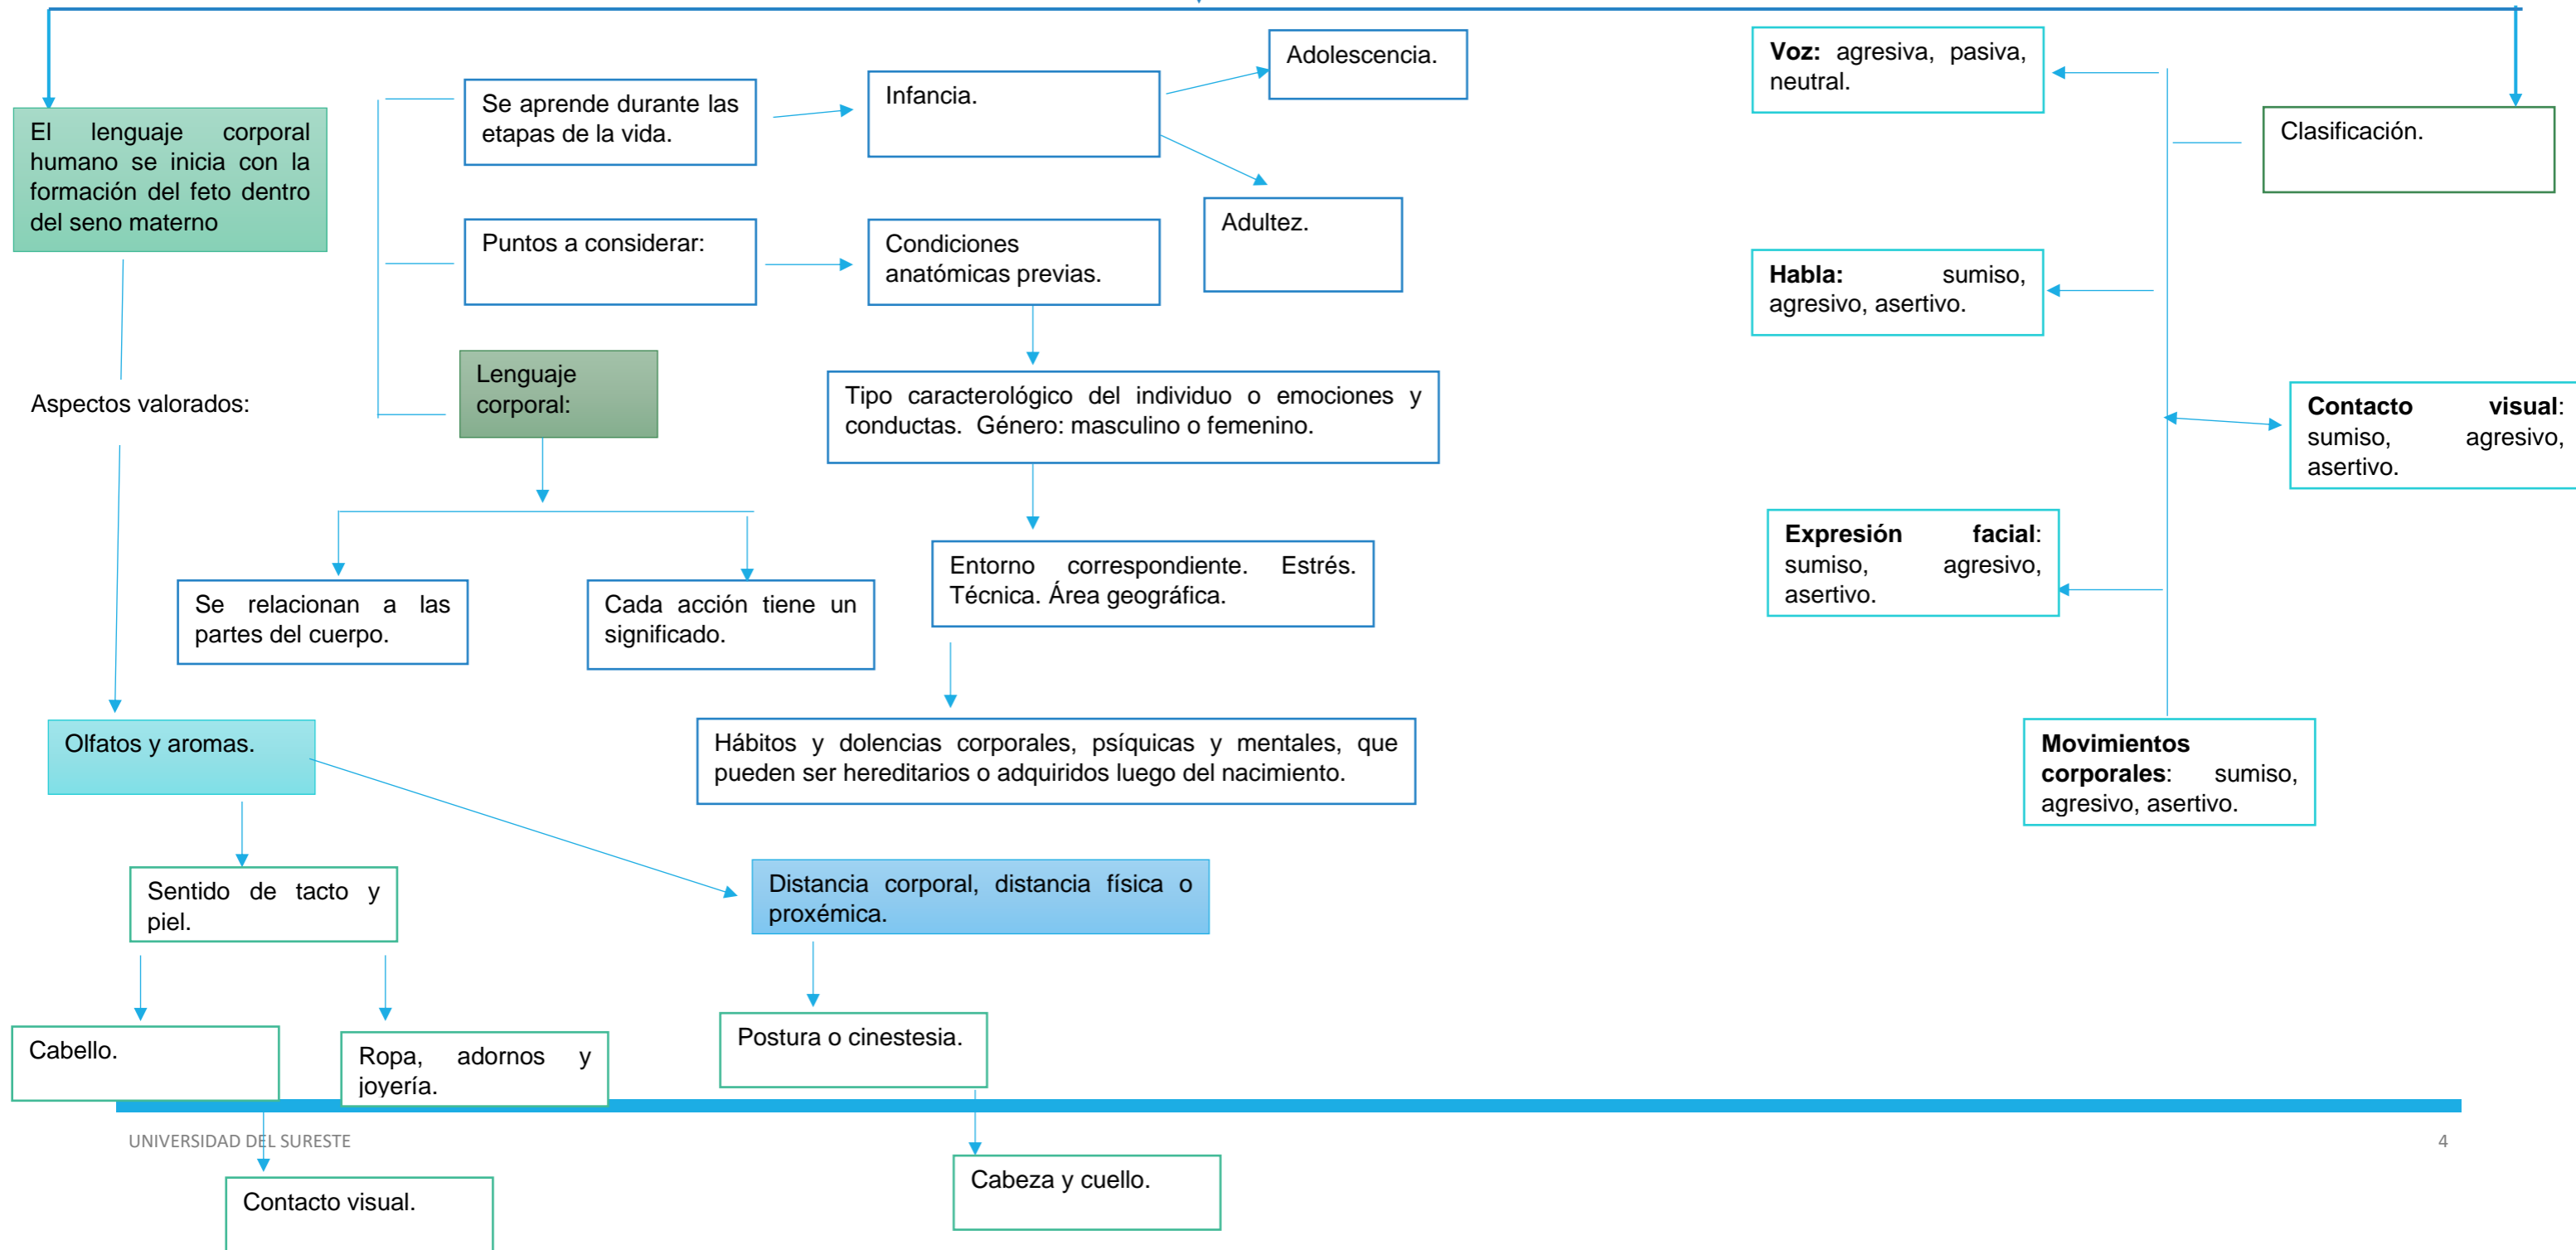 El lenguaje corporal
humano se inicia con la
formación del feto dentro
del seno materno
Se aprende durante las
etapas de la vida.
Infancia.
Adolescencia.
Adultez.
Puntos a considerar:
Condiciones
anatómicas previas.
Tipo caracterológico del individuo o emociones y
conductas. Género: masculino o femenino.
Entorno correspondiente. Estrés.
Técnica. Área geográfica.
Hábitos y dolencias corporales, psíquicas y mentales, que
pueden ser hereditarios o adquiridos luego del nacimiento.
Lenguaje
corporal:
Se relacionan a las
partes del cuerpo.
Cada acción tiene un
significado.
Aspectos valorados:
Olfatos y aromas.
Sentido de tacto y
piel.
Cabello.
Ropa, adornos y
joyería.
Contacto visual.
Distancia corporal, distancia física o
proxémica.
Postura o cinestesia.
Cabeza y cuello.
Clasificación.
Voz: agresiva, pasiva,
neutral.
Habla: sumiso,
agresivo, asertivo.
Contacto visual:
sumiso, agresivo,
asertivo.
Expresión facial:
sumiso, agresivo,
asertivo.
Movimientos
corporales: sumiso,
agresivo, asertivo.
UNIVERSIDAD DEL SURESTE
4